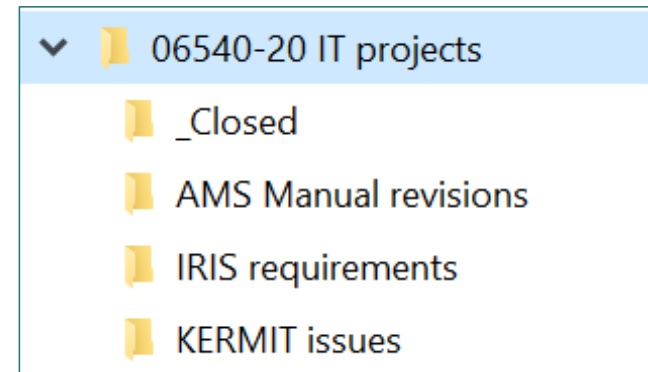 06540-20 IT projects
_Closed
AMS Manual revisions
IRIS requirements
KERMIT issues